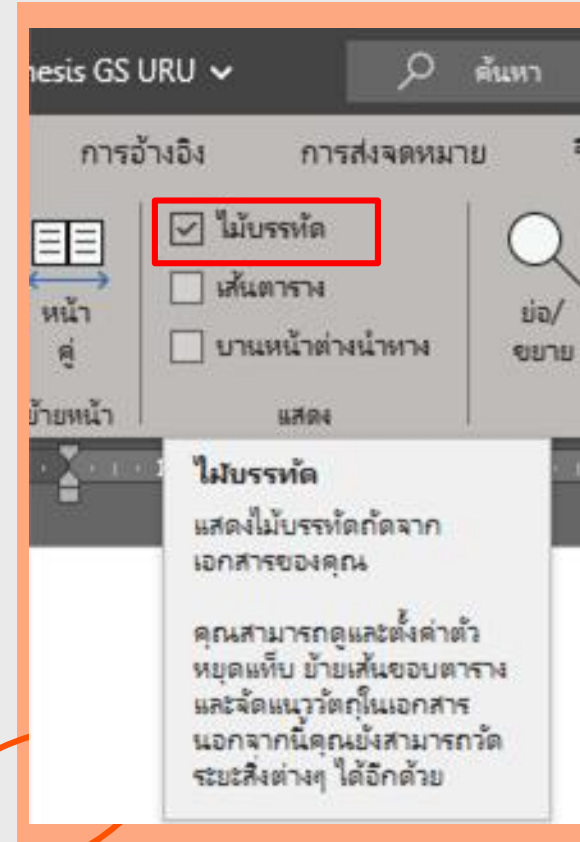 nesis GS URU
ค้นหา
การอ้างอิง
การส่งจดหมาย
ไม้บรรทัด
เส้นตาราง
บานหน้าต่างนำทาง
หน้า
คู่
ย่อ/
ขยาย
ย้ายหน้า
แสดง
ไม้บรรทัด
แสดงไม้บรรทัดถัดจาก
เอกสารของคุณ
คุณสามารถดูและตั้งค่าตัว
หยุดแท็บ ย้ายเส้นขอบตาราง
และจัดแนววัตถุในเอกสาร
นอกจากนี้คุณยังสามารถวัด
ระยะสิ่งต่างๆ ได้อีกด้วย